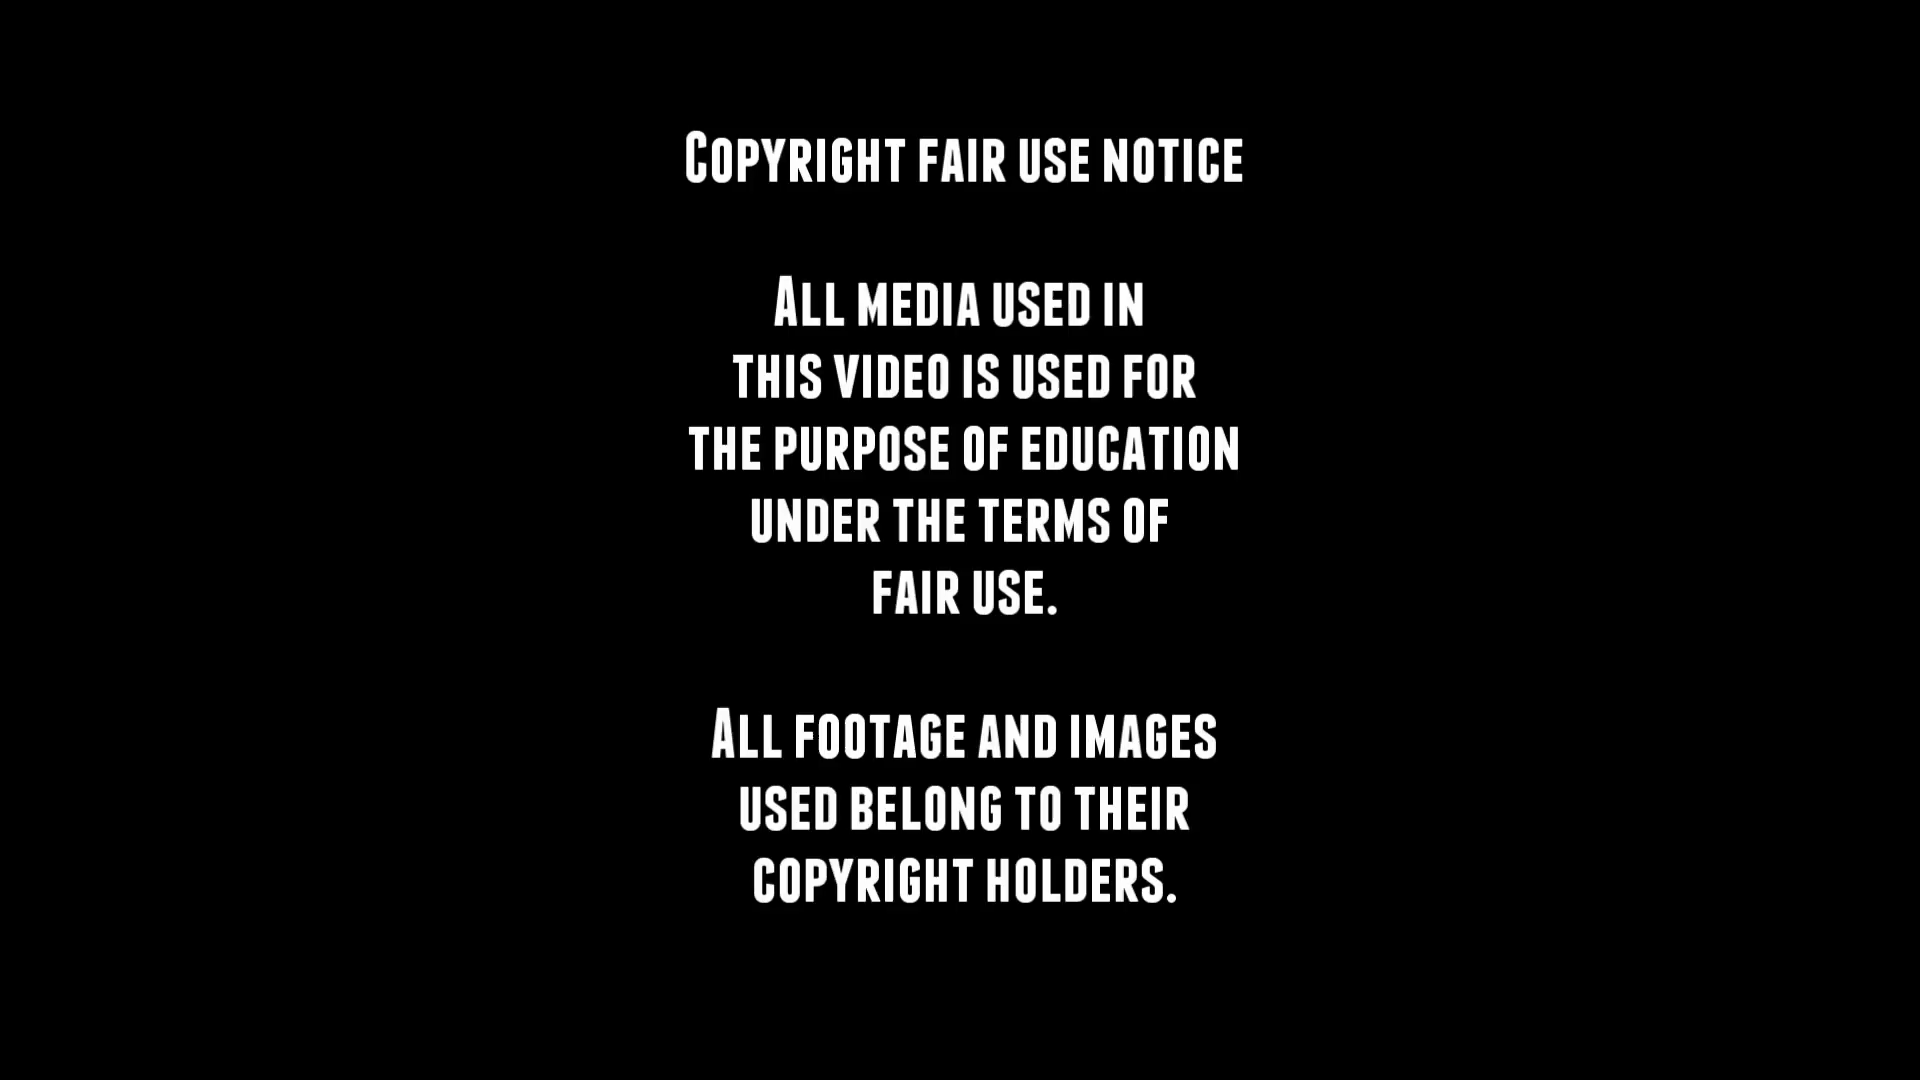 Copyright fair use notice
All media used in
this video is used for
the purpose of education
under the terms of
fair use.
All footage and images
used belong to their
copyright holders.